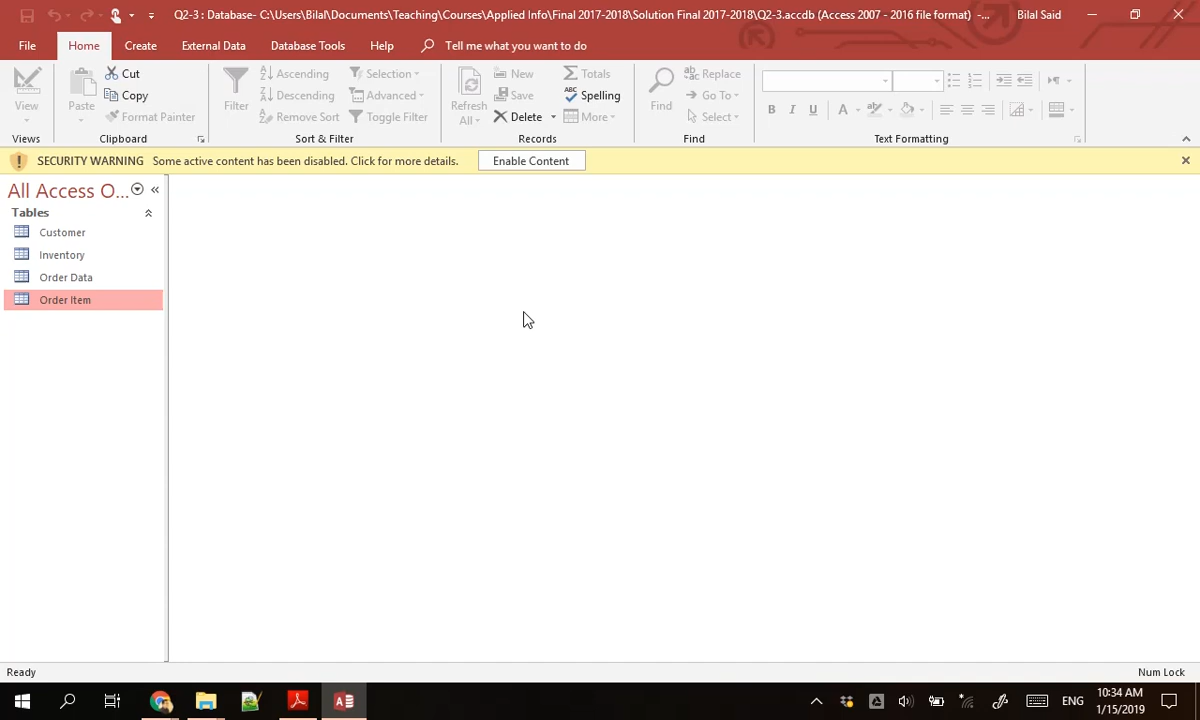 Q2-3 : Database- C:\Users\Bilal\Documents\Teaching\Courses\Applied Info\Final 2017-2018\Solution Final 2017-2018\Q2-3.accdb (Access 2007 - 2016 file format) -...
Bilal Said
File Home Create External Data Database Tools Help Tell me what you want to do
View
Views
Paste
Cut
Copy
Format Painter
Clipboard
Filter
Ascending
Descending
Remove Sort
Selection
Advanced
Toggle Filter
Sort & Filter
Refresh
All
New
Save
Delete
Totals
Spelling
More
Records
Find
Replace
Go To
Select
Find
B I U A
Text Formatting
SECURITY WARNING Some active content has been disabled. Click for more details. Enable Content
All Access O...
Tables
Customer
Inventory
Order Data
Order Item
Ready
Num Lock
ENG
10:34 AM
1/15/2019